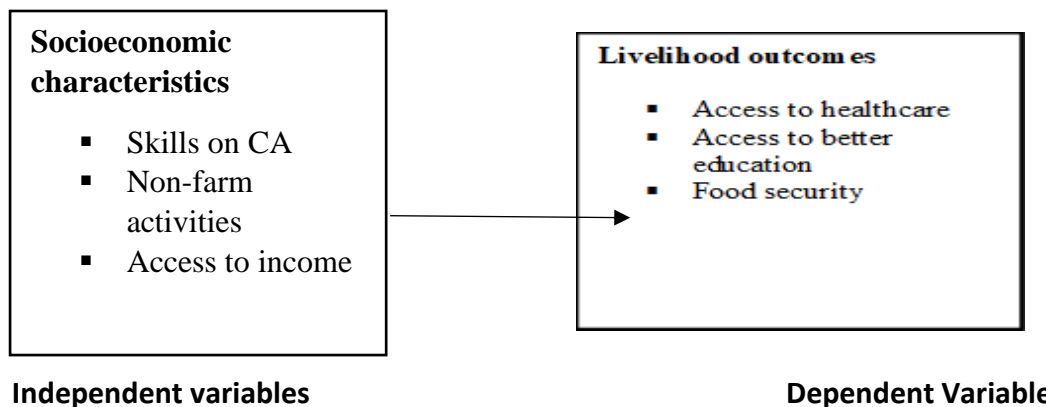 Socioeconomic
characteristics
▪ Skills on CA
▪ Non-farm
activities
▪ Access to income
Livelihood outcomes
▪ Access to healthcare
▪ Access to better
education
▪ Food security
Independent variables
Dependent Variable